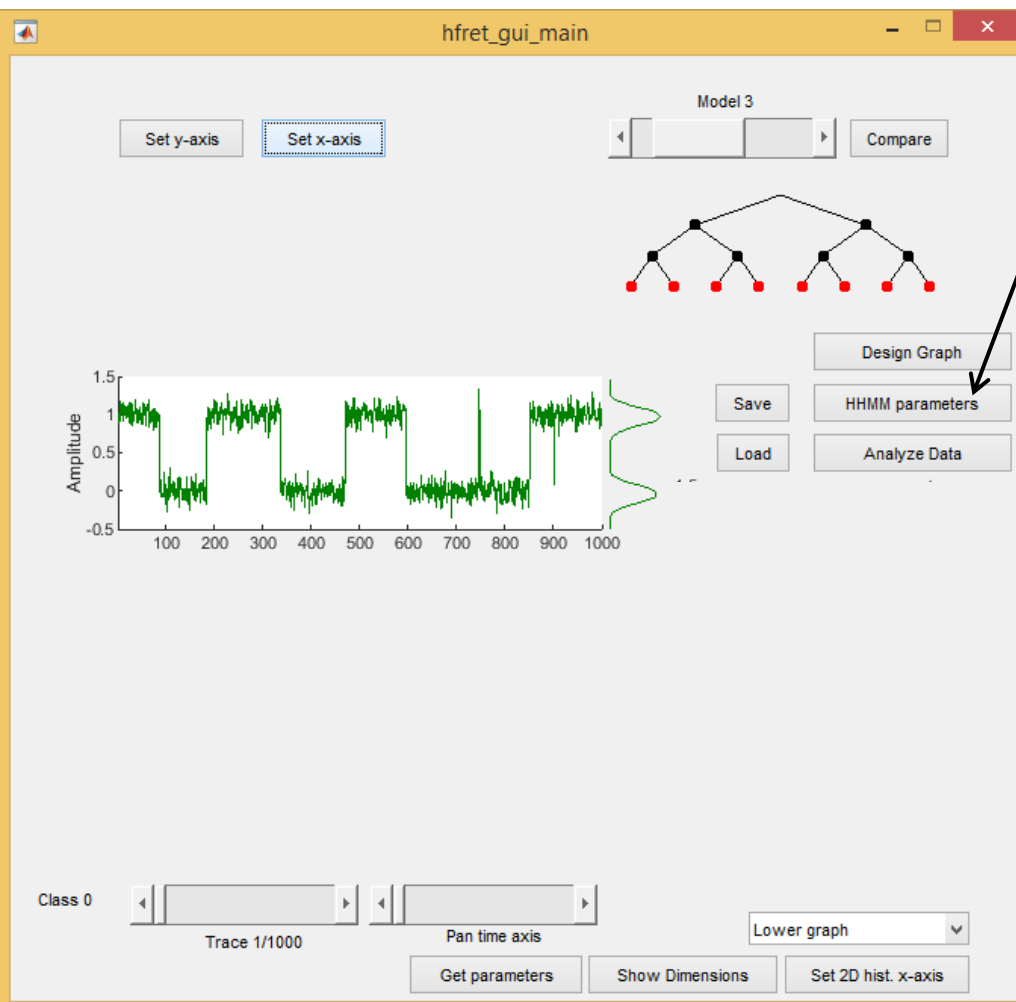 hfret_gui_main
Model 3
Set y-axis
Set x-axis
Compare
Design Graph
Save
HHMM parameters
Load
Analyze Data
Amplitude
1.5
1
0.5
0
-0.5
100 200 300 400 500 600 700 800 900 1000
Class 0
Trace 1/1000
Pan time axis
Lower graph
Get parameters
Show Dimensions
Set 2D hist. x-axis